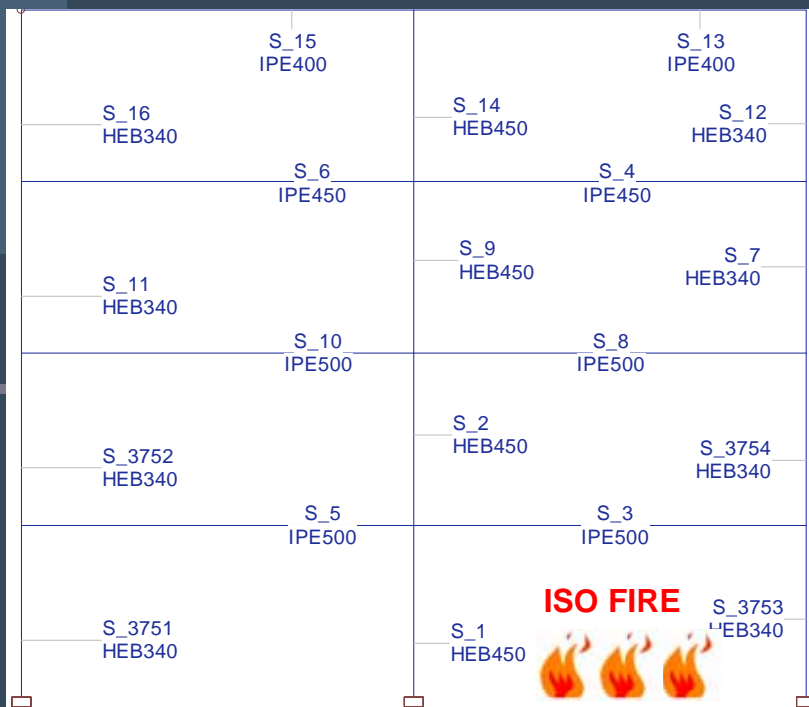 S_15
IPE400
S_13
IPE400
S_16
HEB340
S_14
HEB450
S_12
HEB340
S_6
IPE450
S_4
IPE450
S_9
HEB450
S_7
HEB340
S_11
HEB340
S_10
IPE500
S_8
IPE500
S_2
HEB450
S_3752
HEB340
S_3754
HEB340
S_5
IPE500
S_3
IPE500
ISO FIRE
S_3753
HEB340
S_3751
HEB340
S_1
HEB450